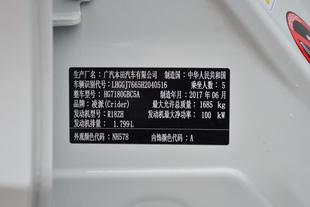 生产厂名：广汽本田汽车有限公司 制造国：中华人民共和国
车辆识别代号：LHGGJ7665H2040516 乘坐人数：5
整车型号：HG7180GBC5A 制造年月：2017 年 06 月
品牌：凌派(Crider) 最大允许总质量：1685 kg
发动机型号：R18ZH 发动机最大净功率：100 kW
发动机排量：1.799L
外观颜色代码：NH578 内饰颜色代码：A